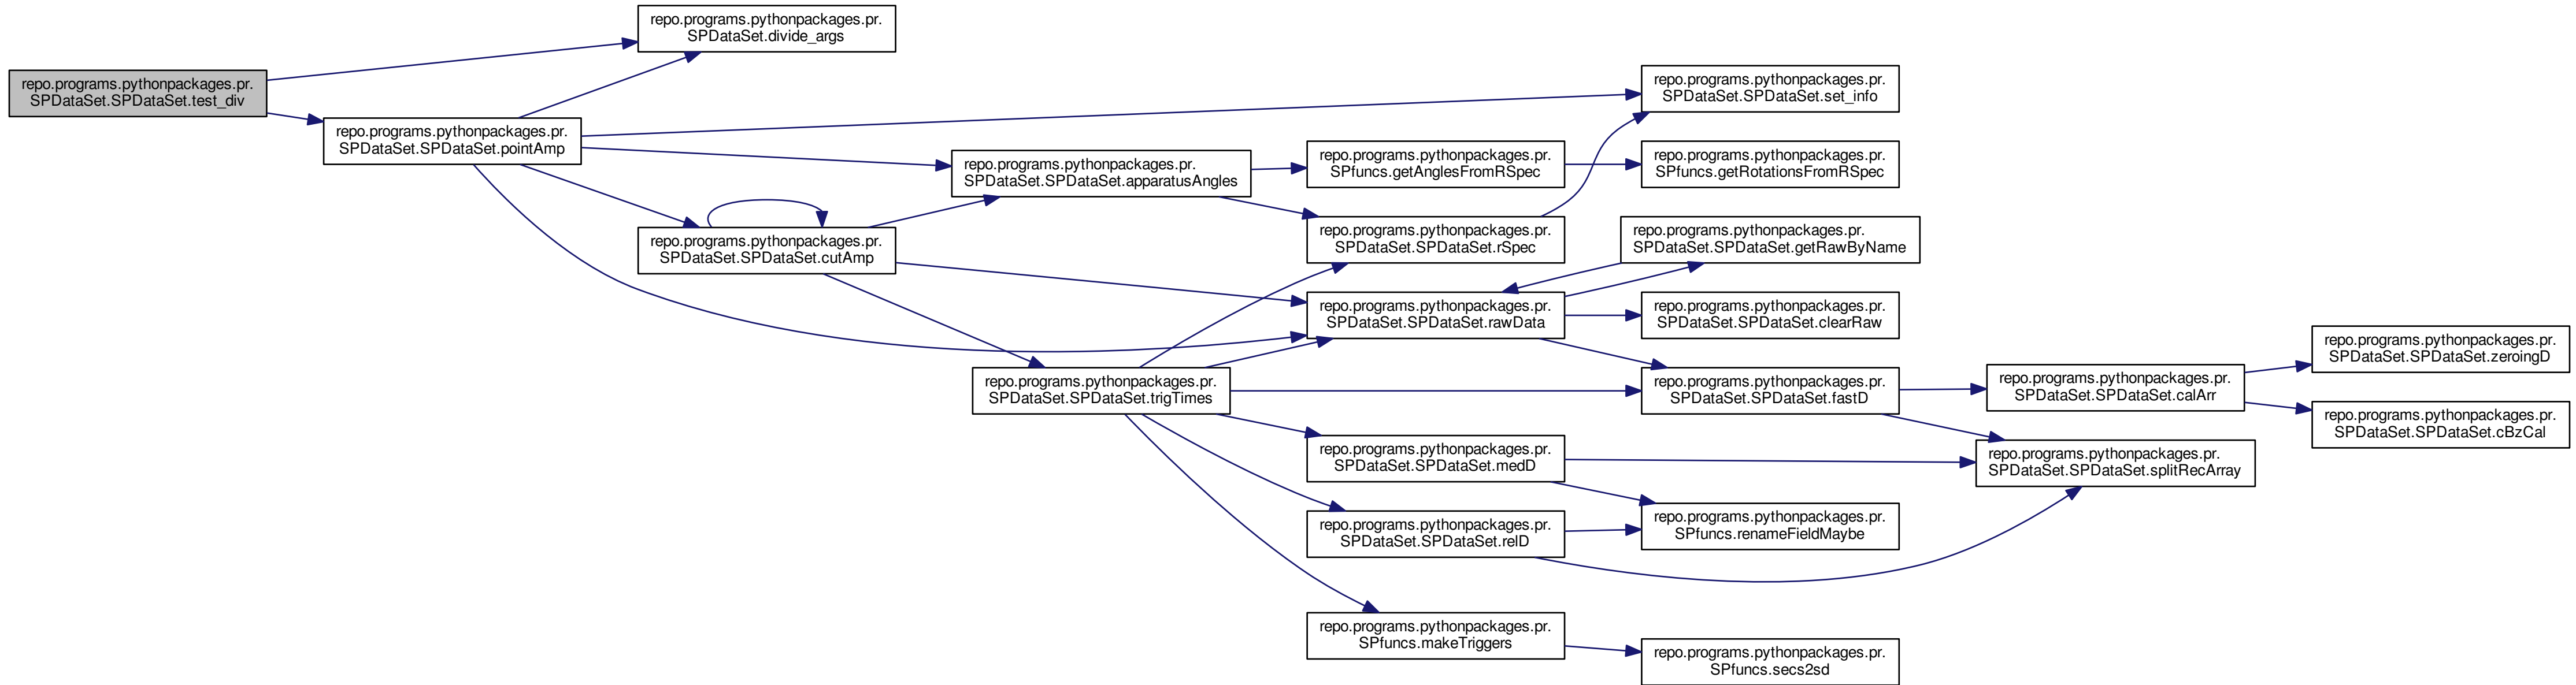 repo.programs.pythonpackages.pr.
SPDataSet.SPDataSet.test_div
repo.programs.pythonpackages.pr.
SPDataSet.divide_args
repo.programs.pythonpackages.pr.
SPDataSet.SPDataSet.pointAmp
repo.programs.pythonpackages.pr.
SPDataSet.SPDataSet.cutAmp
repo.programs.pythonpackages.pr.
SPDataSet.SPDataSet.apparatusAngles
repo.programs.pythonpackages.pr.
SPDataSet.SPDataSet.trigTimes
repo.programs.pythonpackages.pr.
SPfuncs.getAnglesFromRSpec
repo.programs.pythonpackages.pr.
SPDataSet.SPDataSet.rSpec
repo.programs.pythonpackages.pr.
SPDataSet.SPDataSet.rawData
repo.programs.pythonpackages.pr.
SPDataSet.SPDataSet.medD
repo.programs.pythonpackages.pr.
SPDataSet.SPDataSet.relD
repo.programs.pythonpackages.pr.
SPfuncs.makeTriggers
repo.programs.pythonpackages.pr.
SPDataSet.SPDataSet.set_info
repo.programs.pythonpackages.pr.
SPfuncs.getRotationsFromRSpec
repo.programs.pythonpackages.pr.
SPDataSet.SPDataSet.getRawByName
repo.programs.pythonpackages.pr.
SPDataSet.SPDataSet.clearRaw
repo.programs.pythonpackages.pr.
SPDataSet.SPDataSet.fastD
repo.programs.pythonpackages.pr.
SPfuncs.renameFieldMaybe
repo.programs.pythonpackages.pr.
SPfuncs.secs2sd
repo.programs.pythonpackages.pr.
SPDataSet.SPDataSet.calArr
repo.programs.pythonpackages.pr.
SPDataSet.SPDataSet.splitRecArray
repo.programs.pythonpackages.pr.
SPDataSet.SPDataSet.zeroingD
repo.programs.pythonpackages.pr.
SPDataSet.SPDataSet.cBzCal